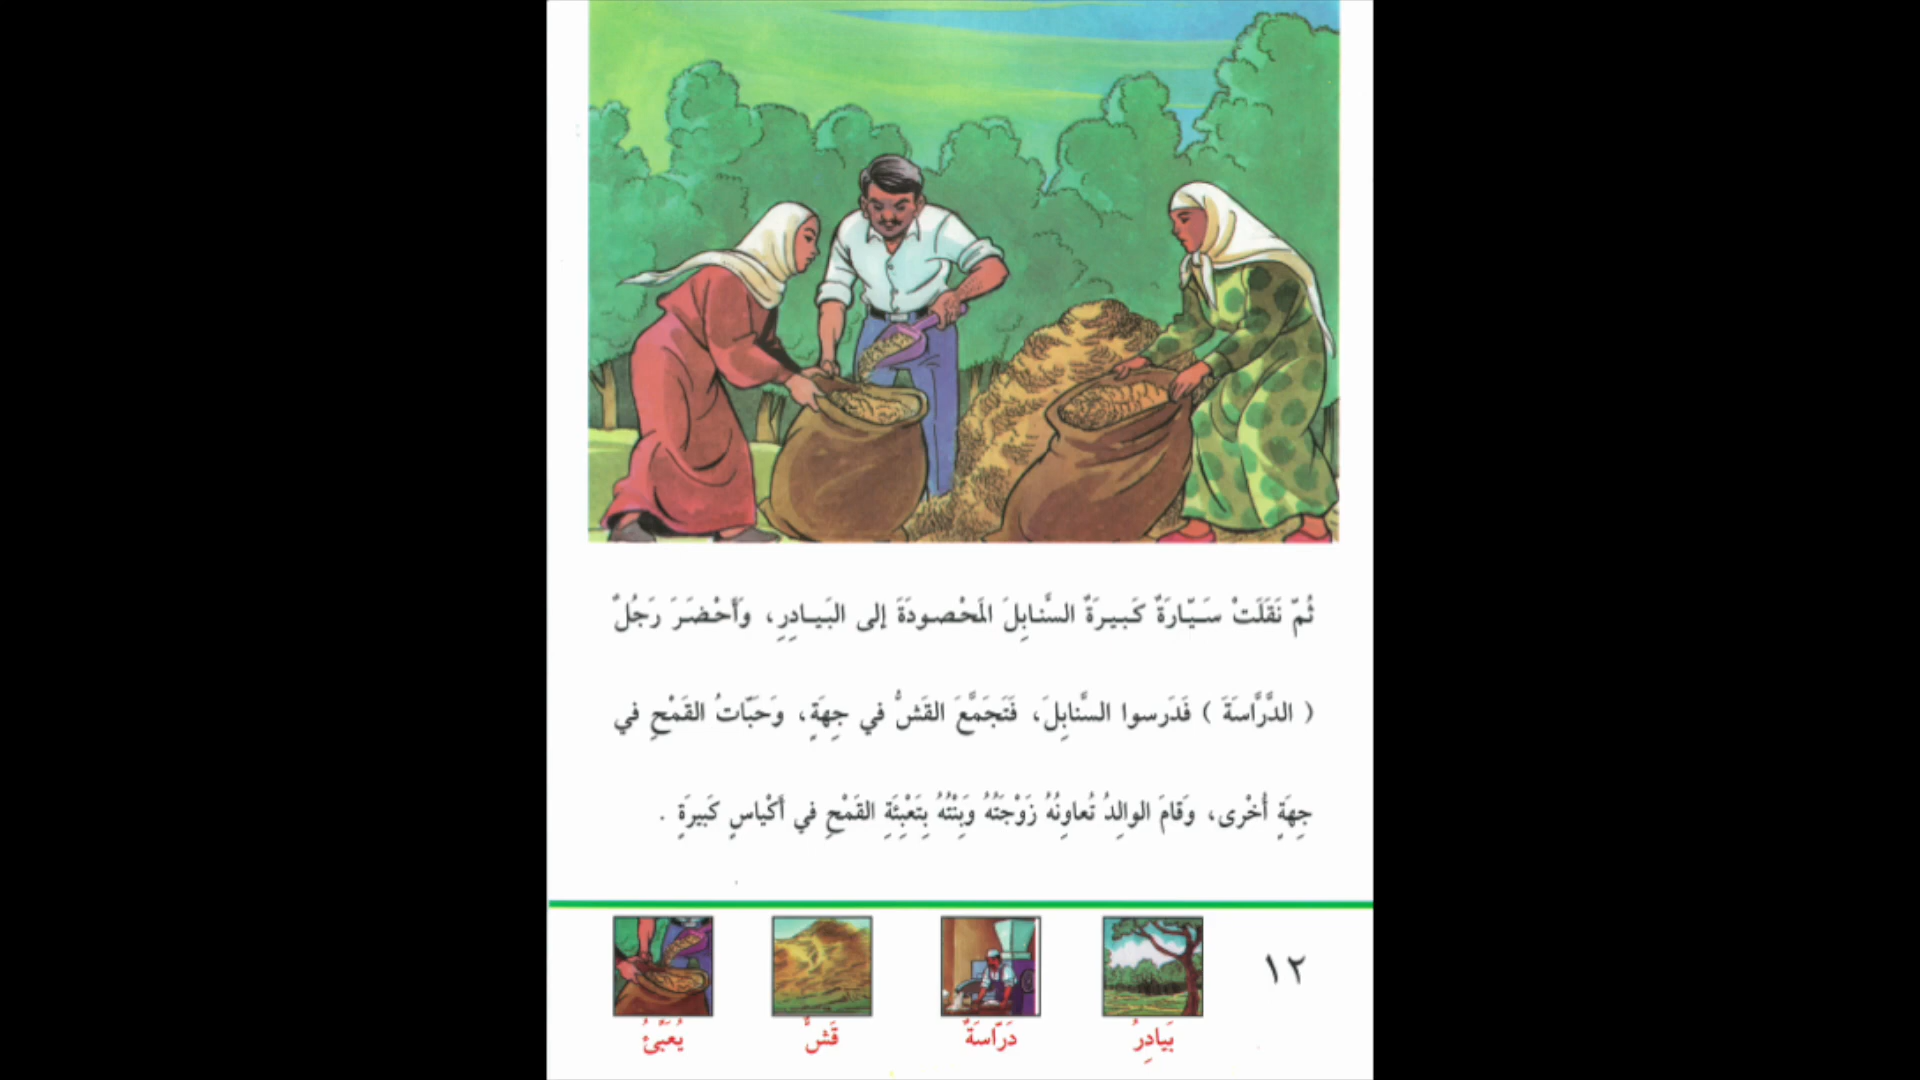 ثُمّ نَقَلَتْ سَيّارَةٌ كَبيرَةٌ السَّنابِلَ المَحْصودَةَ إلى البَيادِرِ، وَأَحْضَرَ رَجُلٌ
( الدَّرَّاسَةَ ) فَدَرسوا السَّنابِلَ، فَتَجَمَّعَ القَشُّ في جِهَةٍ، وَحَبّاتُ القَمْحِ في
جِهَةٍ أُخْرى، وَقامَ الوالِدُ تُعاوِنُهُ زَوْجَتُهُ وَبِنْتُهُ بِتَعْبِئَةِ القَمْحِ في أَكْياسٍ كَبيرَةٍ .
١٢
بَيادِرُ
دَرّاسَةٌ
قَشٌّ
يُعَبِّئُ